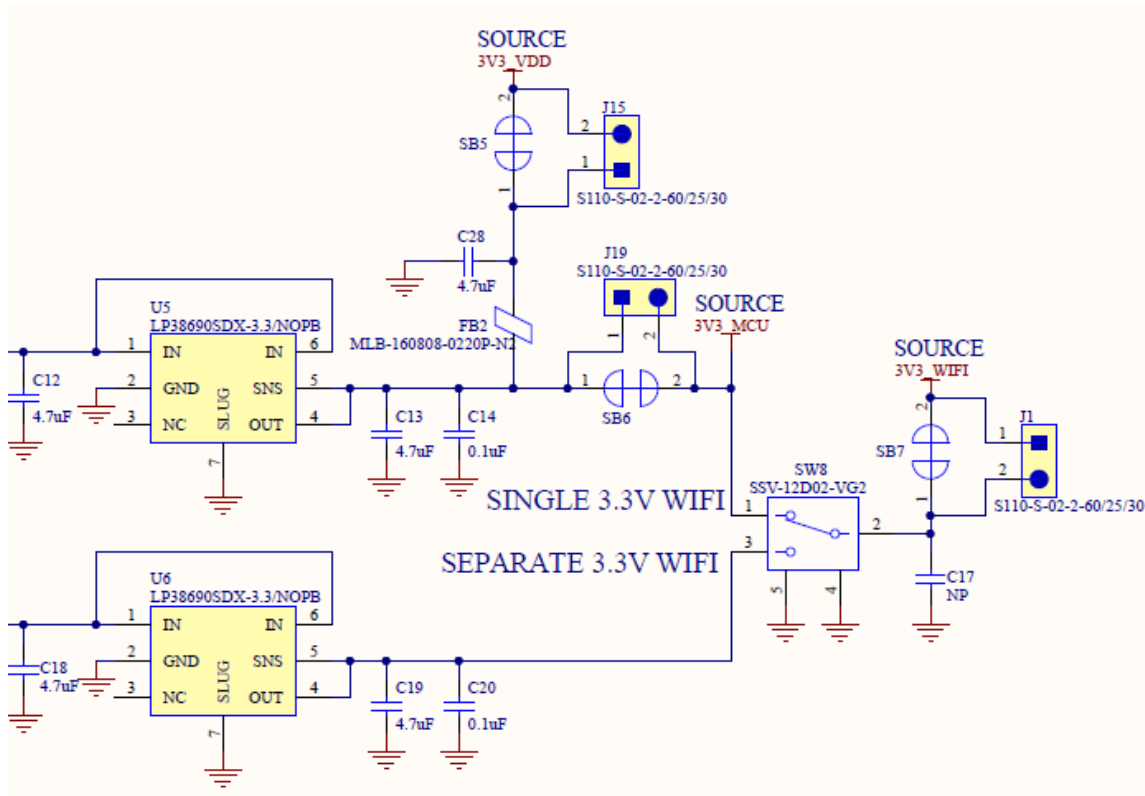 SOURCE
3V3_VDD
2
J15
2
SB5
1
1
S110-S-02-2-60/25/30
C28
4.7uF
J19
S110-S-02-2-60/25/30
1
2
SOURCE
3V3_MCU
FB2
MLB-160808-0220P-N2
U5
LP38690SDX-3.3/NOPB
1
IN
IN
6
2
GND
SNS
5
3
NC
OUT
4
SLUG
7
C12
4.7uF
C13
4.7uF
C14
0.1uF
1
2
SB6
SOURCE
3V3_WIFI
2
J1
1
SB7
2
1
S110-S-02-2-60/25/30
SINGLE 3.3V WIFI
SEPARATE 3.3V WIFI
SW8
SSV-12D02-VG2
1
2
3
5
4
C17
NP
U6
LP38690SDX-3.3/NOPB
1
IN
IN
6
2
GND
SNS
5
3
NC
OUT
4
SLUG
7
C18
4.7uF
C19
4.7uF
C20
0.1uF